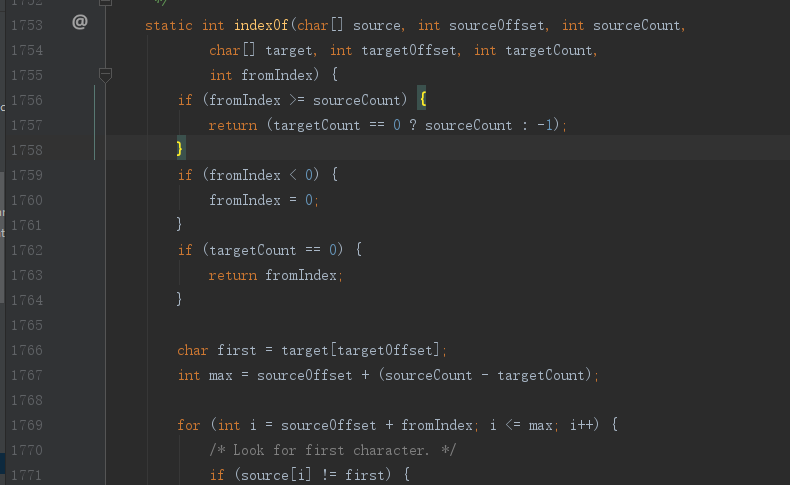 1752 */
1753 @ static int indexOf(char[] source, int sourceOffset, int sourceCount,
1754 char[] target, int targetOffset, int targetCount,
1755 int fromIndex) {
1756 if (fromIndex >= sourceCount) {
1757 return (targetCount == 0 ? sourceCount : -1);
1758 }
1759 if (fromIndex < 0) {
1760 fromIndex = 0;
1761 }
1762 if (targetCount == 0) {
1763 return fromIndex;
1764 }
1765
1766 char first = target[targetOffset];
1767 int max = sourceOffset + (sourceCount - targetCount);
1768
1769 for (int i = sourceOffset + fromIndex; i <= max; i++) {
1770 /* Look for first character. */
1771 if (source[i] != first) {